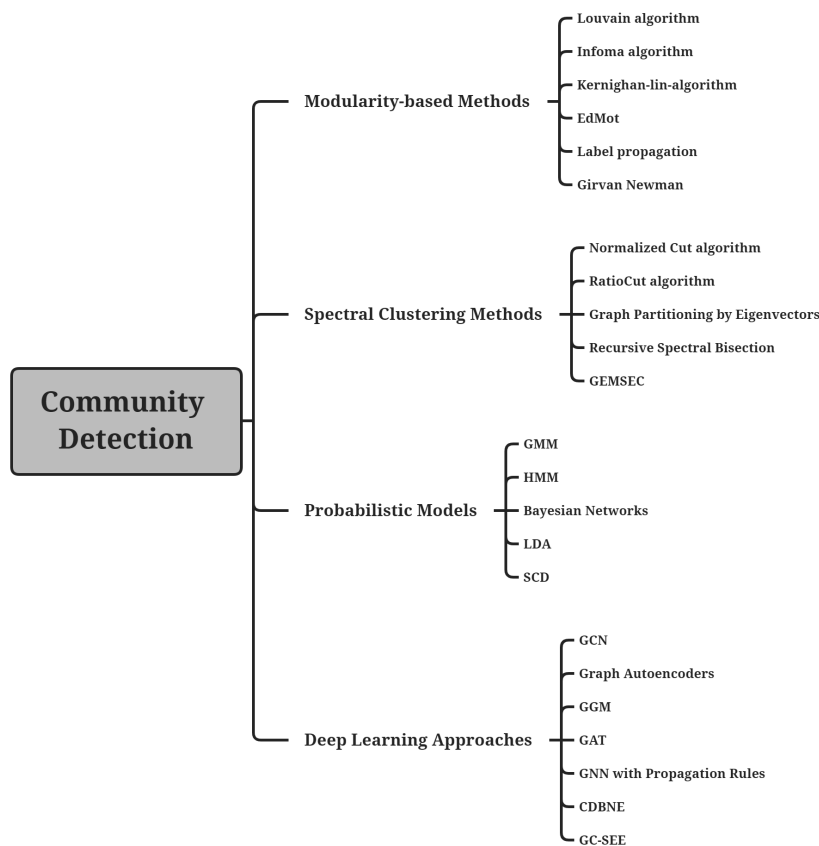 Community
Detection
Modularity-based Methods
Louvain algorithm
Infoma algorithm
Kernighan-lin-algorithm
EdMot
Label propagation
Girvan Newman
Spectral Clustering Methods
Normalized Cut algorithm
RatioCut algorithm
Graph Partitioning by Eigenvectors
Recursive Spectral Bisection
GEMSEC
Probabilistic Models
GMM
HMM
Bayesian Networks
LDA
SCD
Deep Learning Approaches
GCN
Graph Autoencoders
GGM
GAT
GNN with Propagation Rules
CDBNE
GC-SEE